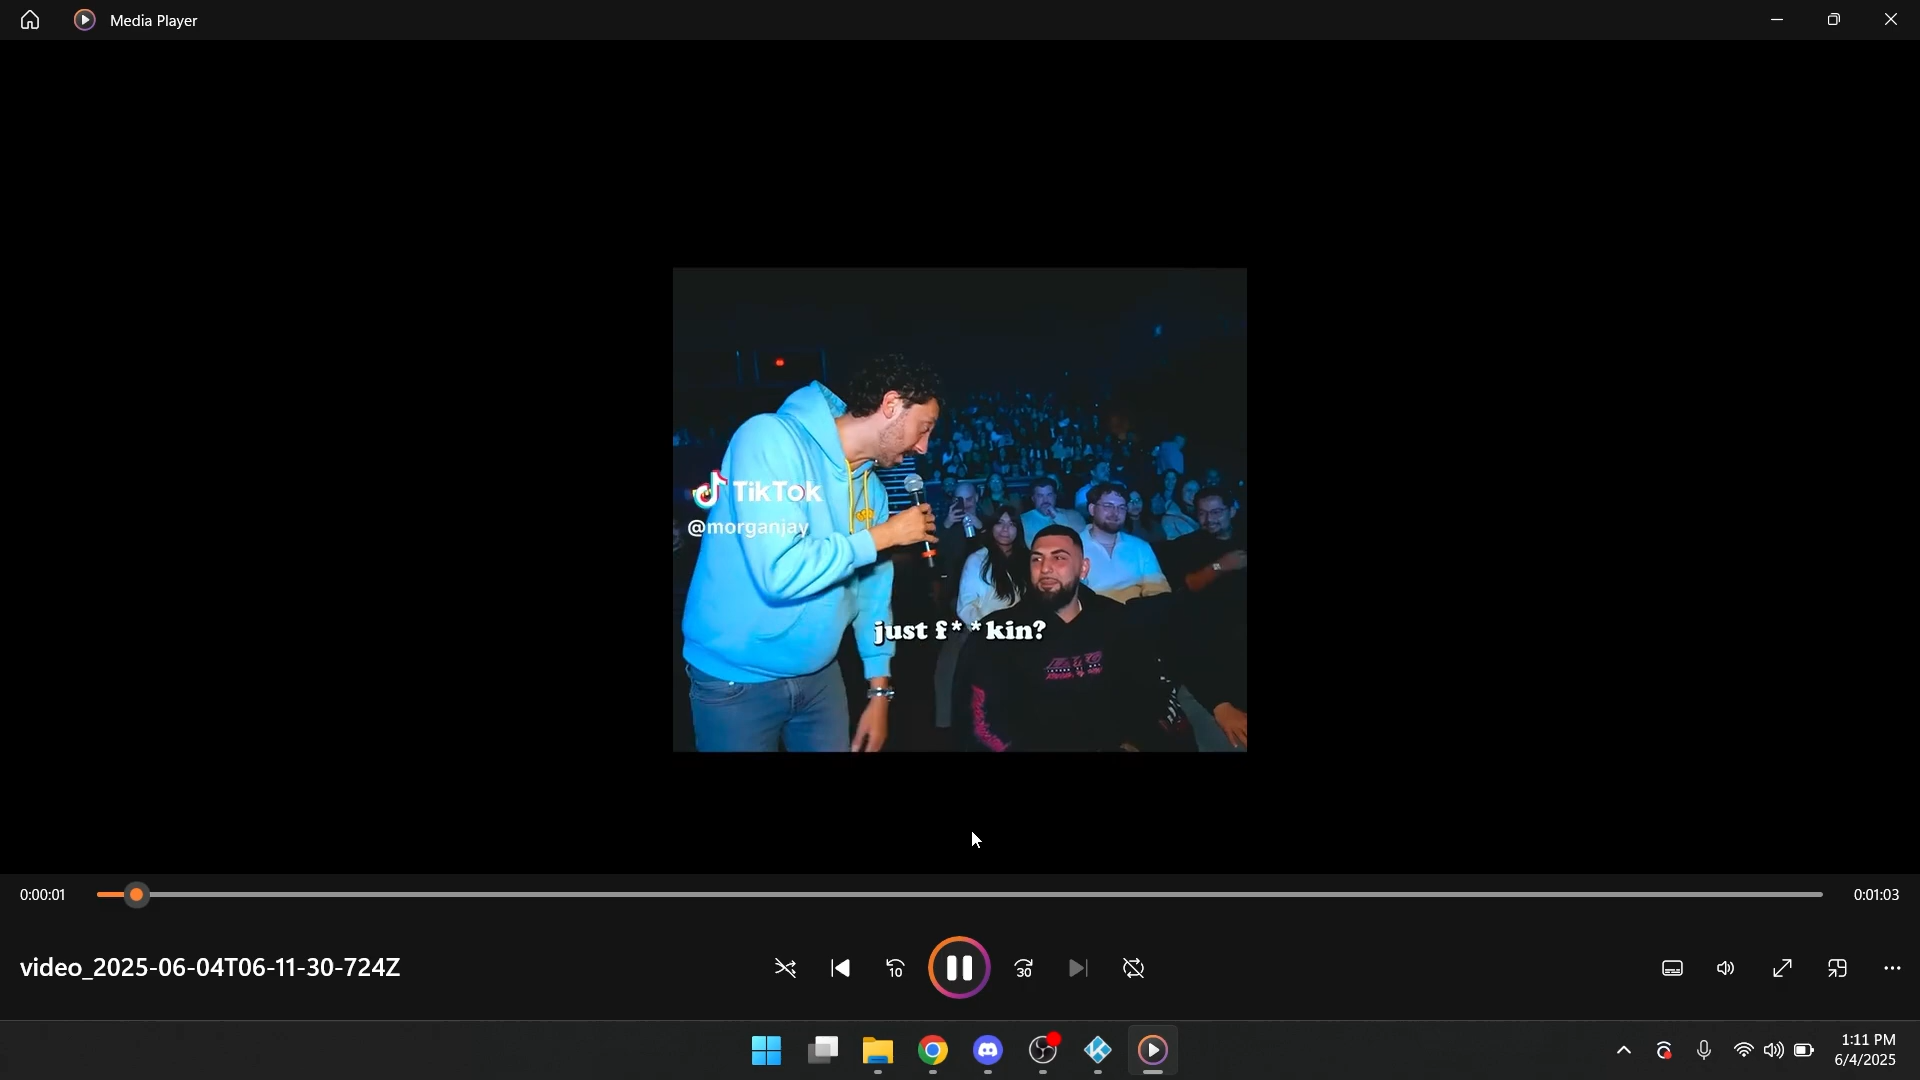 Media Player
TikTok
@morganjay
just f**kin?
0:00:01
0:01:03
video_2025-06-04T06-11-30-724Z
10
30
1:11 PM
6/4/2025